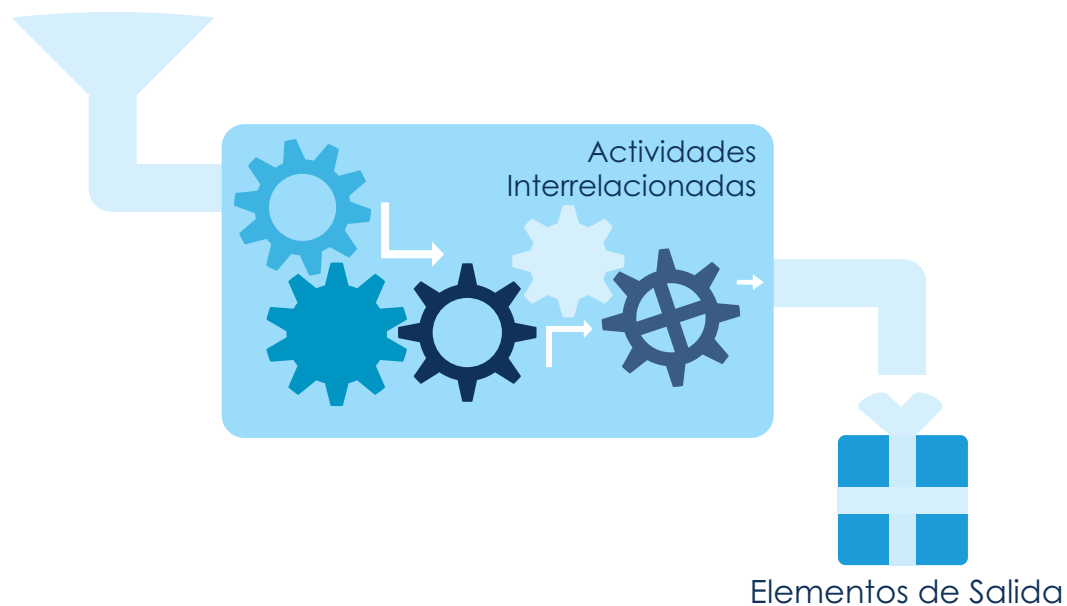 Actividades
Interrelacionadas
Elementos de Salida